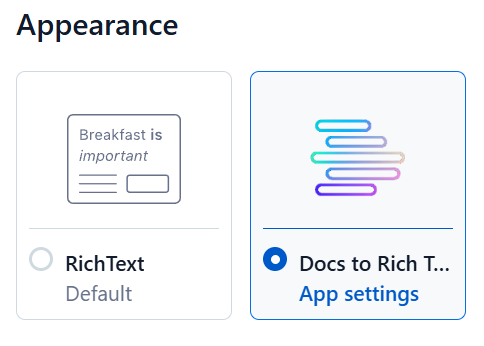 Appearance
Breakfast is
important
RichText
Default
Docs to Rich T...
App settings